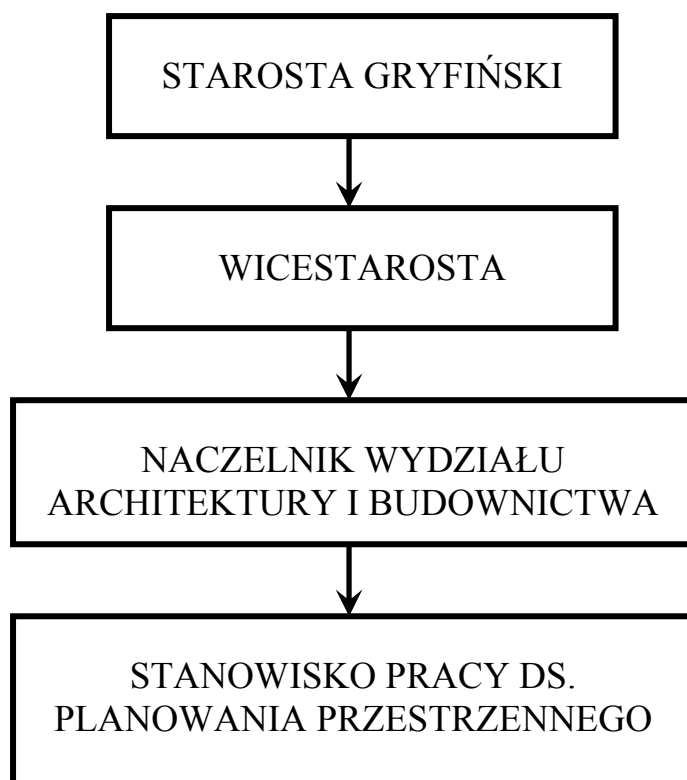 STAROSTA GRYFIŃSKI
WICESTAROSTA
NACZELNIK WYDZIAŁU
ARCHITEKTURY I BUDOWNICTWA
STANOWISKO PRACY DS.
PLANOWANIA PRZESTRZENNEGO